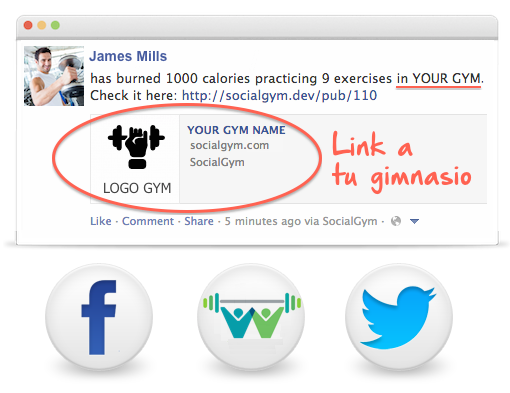 James Mills
has burned 1000 calories practicing 9 exercises in YOUR GYM.
Check it here: http://socialgym.dev/pub/110
YOUR GYM NAME
socialgym.com
SocialGym
LOGO GYM
Link a
tu gimnasio
Like · Comment · Share · 5 minutes ago via SocialGym ·